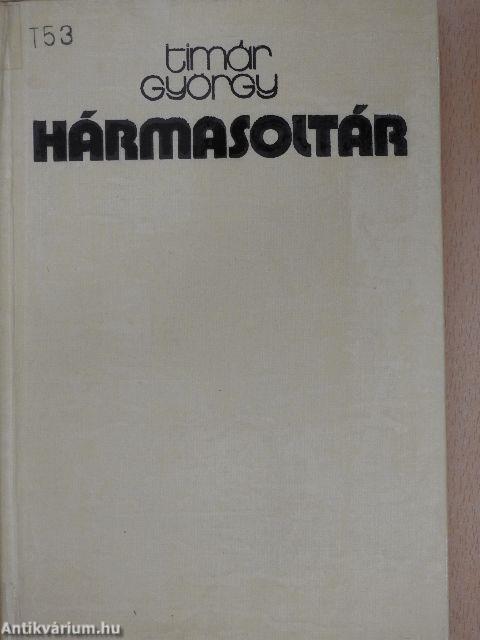 T53
timár
györgy
HÁRMASOLTÁR
Antikvárium.hu